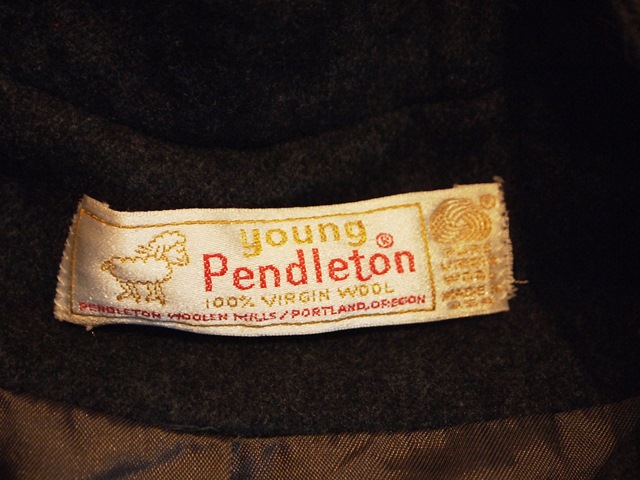 young
Pendleton®
100% VIRGIN WOOL
PENDLETON WOOLEN MILLS / PORTLAND, OREGON
®